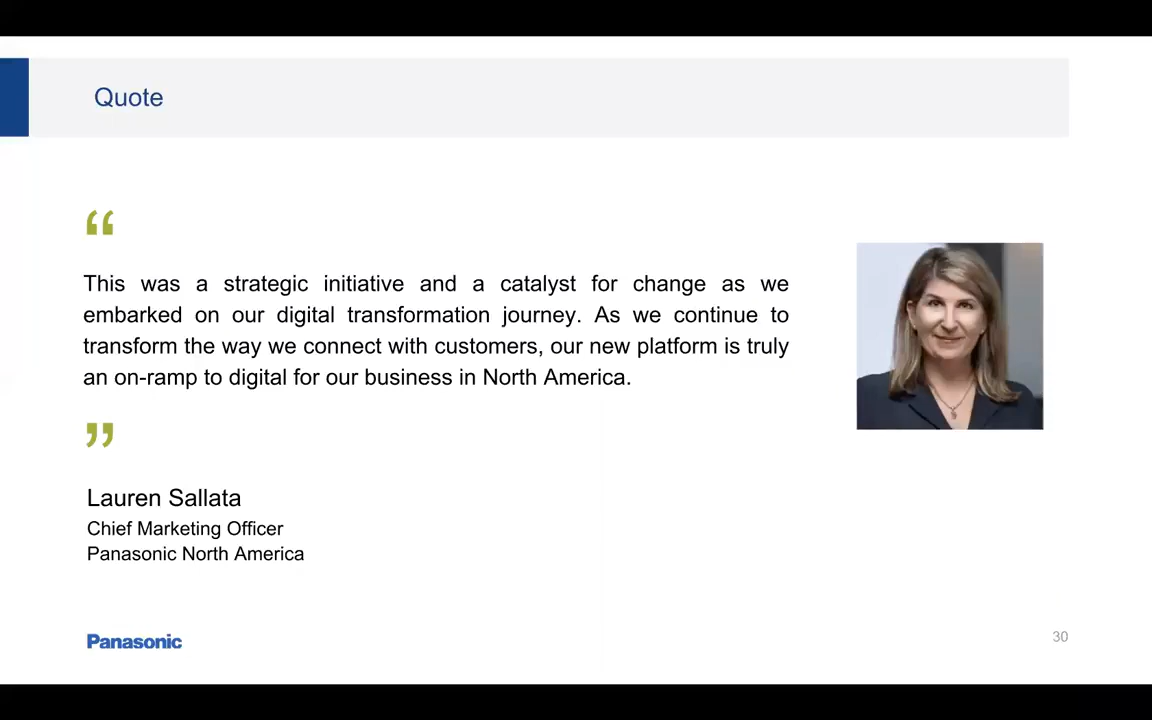 Quote
“
This was a strategic initiative and a catalyst for change as we
embarked on our digital transformation journey. As we continue to
transform the way we connect with customers, our new platform is truly
an on-ramp to digital for our business in North America.
”
Lauren Sallata
Chief Marketing Officer
Panasonic North America
Panasonic
30